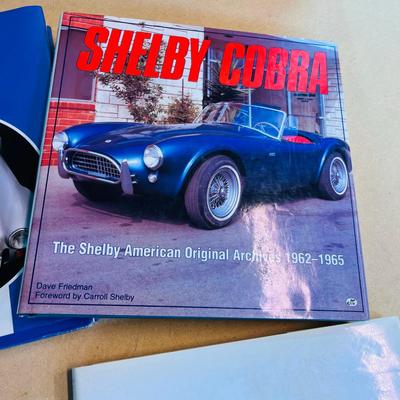 SHELBY COBRA
The Shelby American Original Archives 1962-1965
Dave Friedman
Foreword by Carroll Shelby